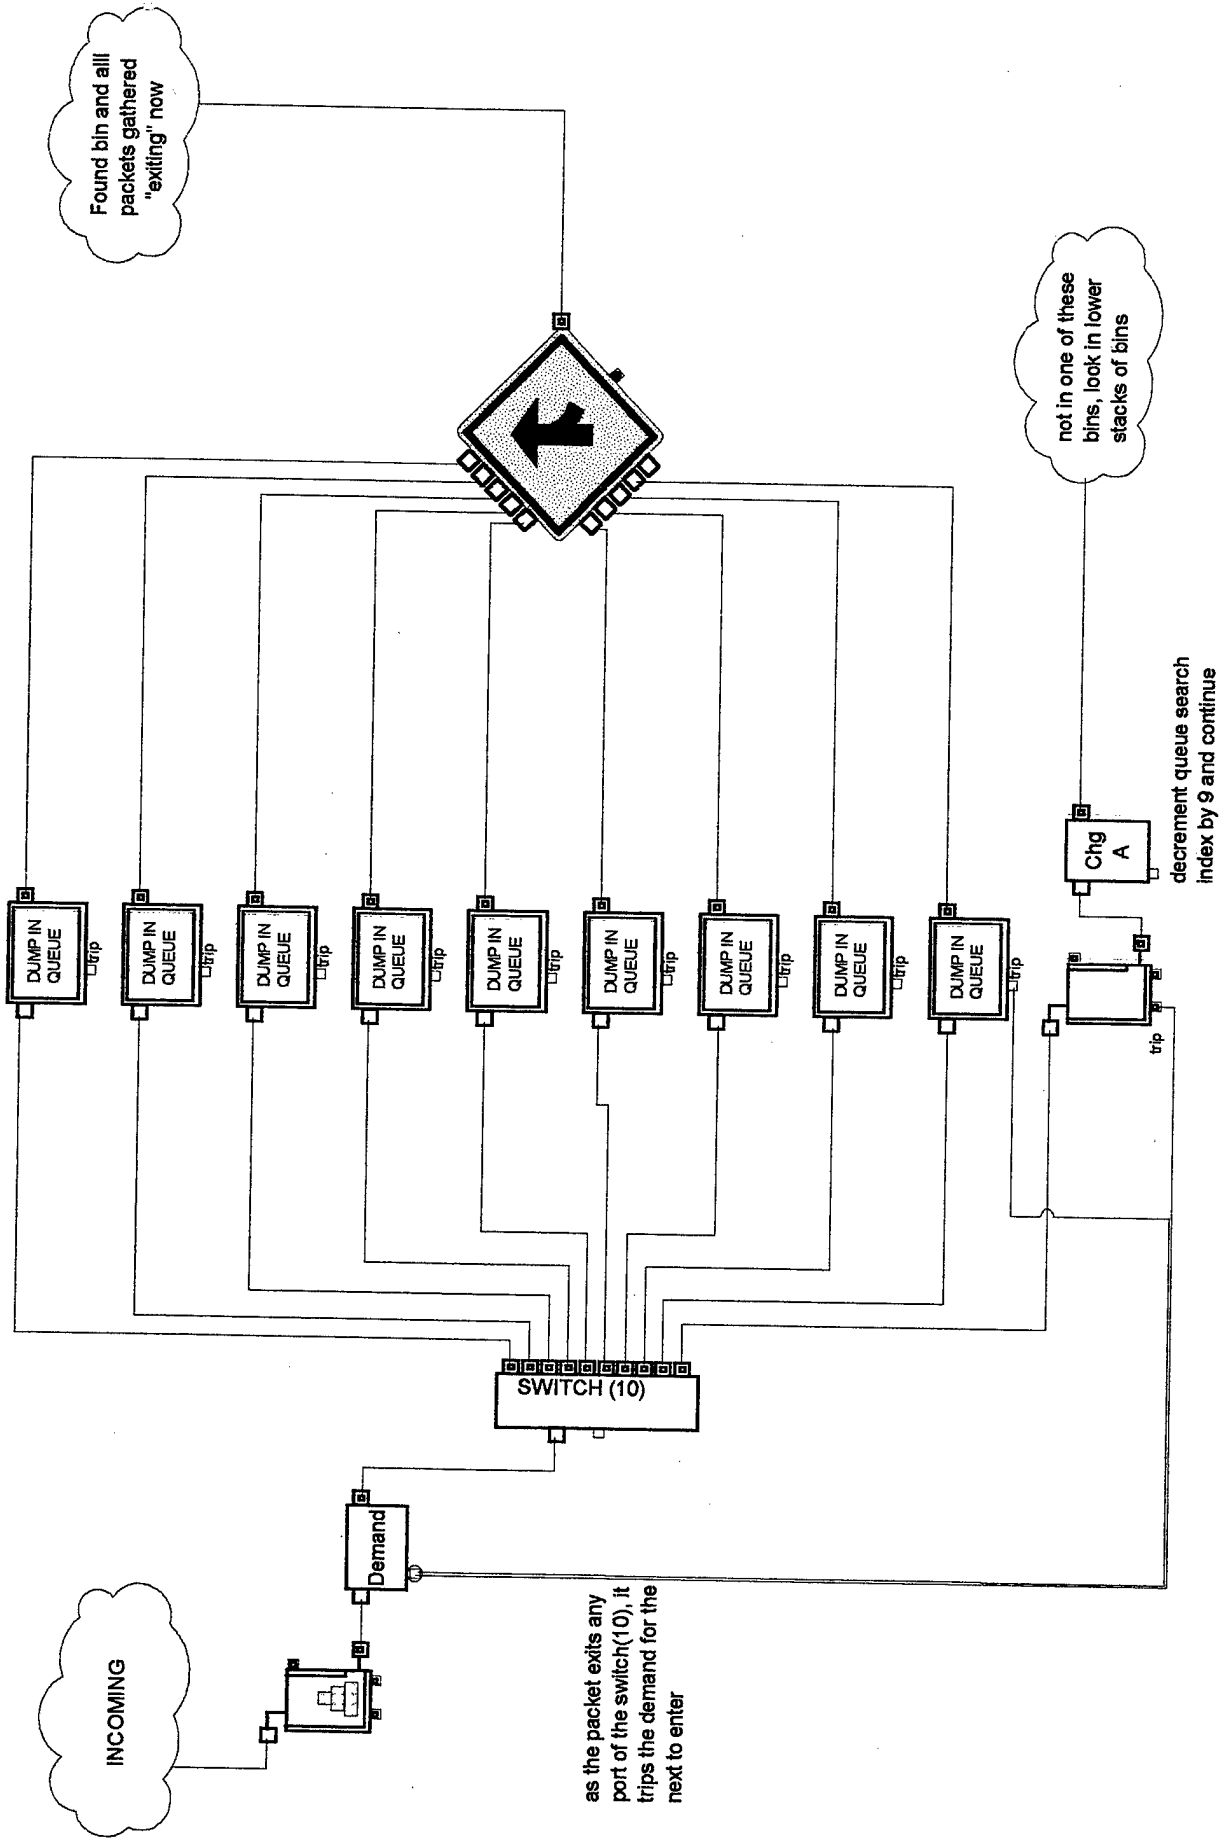 INCOMING
Found bin and alll
packets gathered
"exiting" now
DUMP IN
QUEUE
trip
DUMP IN
QUEUE
trip
DUMP IN
QUEUE
trip
DUMP IN
QUEUE
trip
Demand
SWITCH (10)
DUMP IN
QUEUE
trip
DUMP IN
QUEUE
trip
as the packet exits any
port of the switch(10), it
trips the demand for the
next to enter
DUMP IN
QUEUE
trip
DUMP IN
QUEUE
trip
DUMP IN
QUEUE
trip
not in one of these
bins, look in lower
stacks of bins
Chg
A
trip
decrement queue search
index by 9 and continue